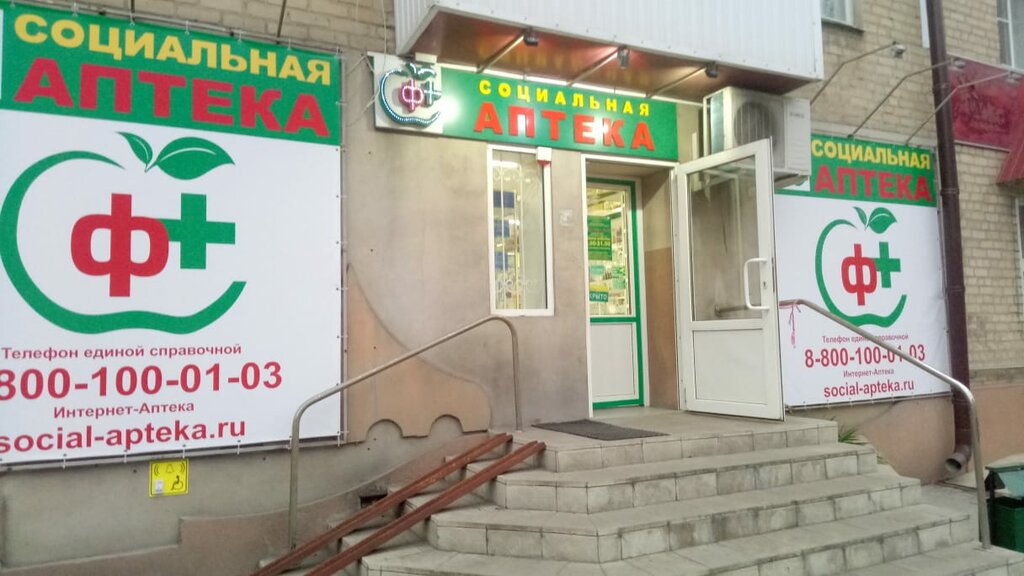 СОЦИАЛЬНАЯ
АПТЕКА
ф+
Телефон единой справочной
800-100-01-03
Интернет-Аптека
social-apteka.ru
ф+
СОЦИАЛЬНАЯ
АПТЕКА
СОЦИАЛЬНАЯ
АПТЕКА
ф+
Телефон единой справочной
8-800-100-01-03
Интернет-Аптека
social-apteka.ru